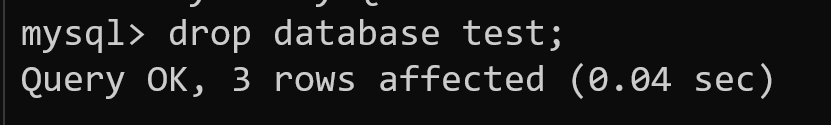 mysql> drop database test;
Query OK, 3 rows affected (0.04 sec)